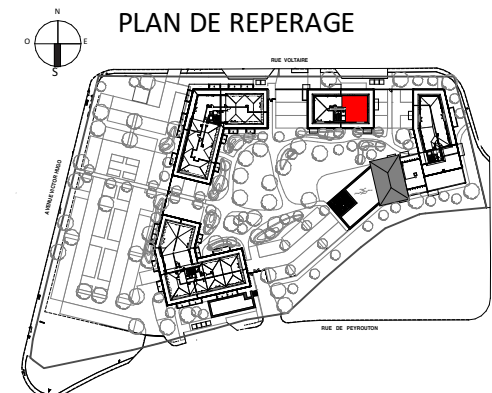 PLAN DE REPERAGE
N
O E
S
RUE VOLTAIRE
AVENUE VICTOR HUGO
RUE DE PEYROUTON